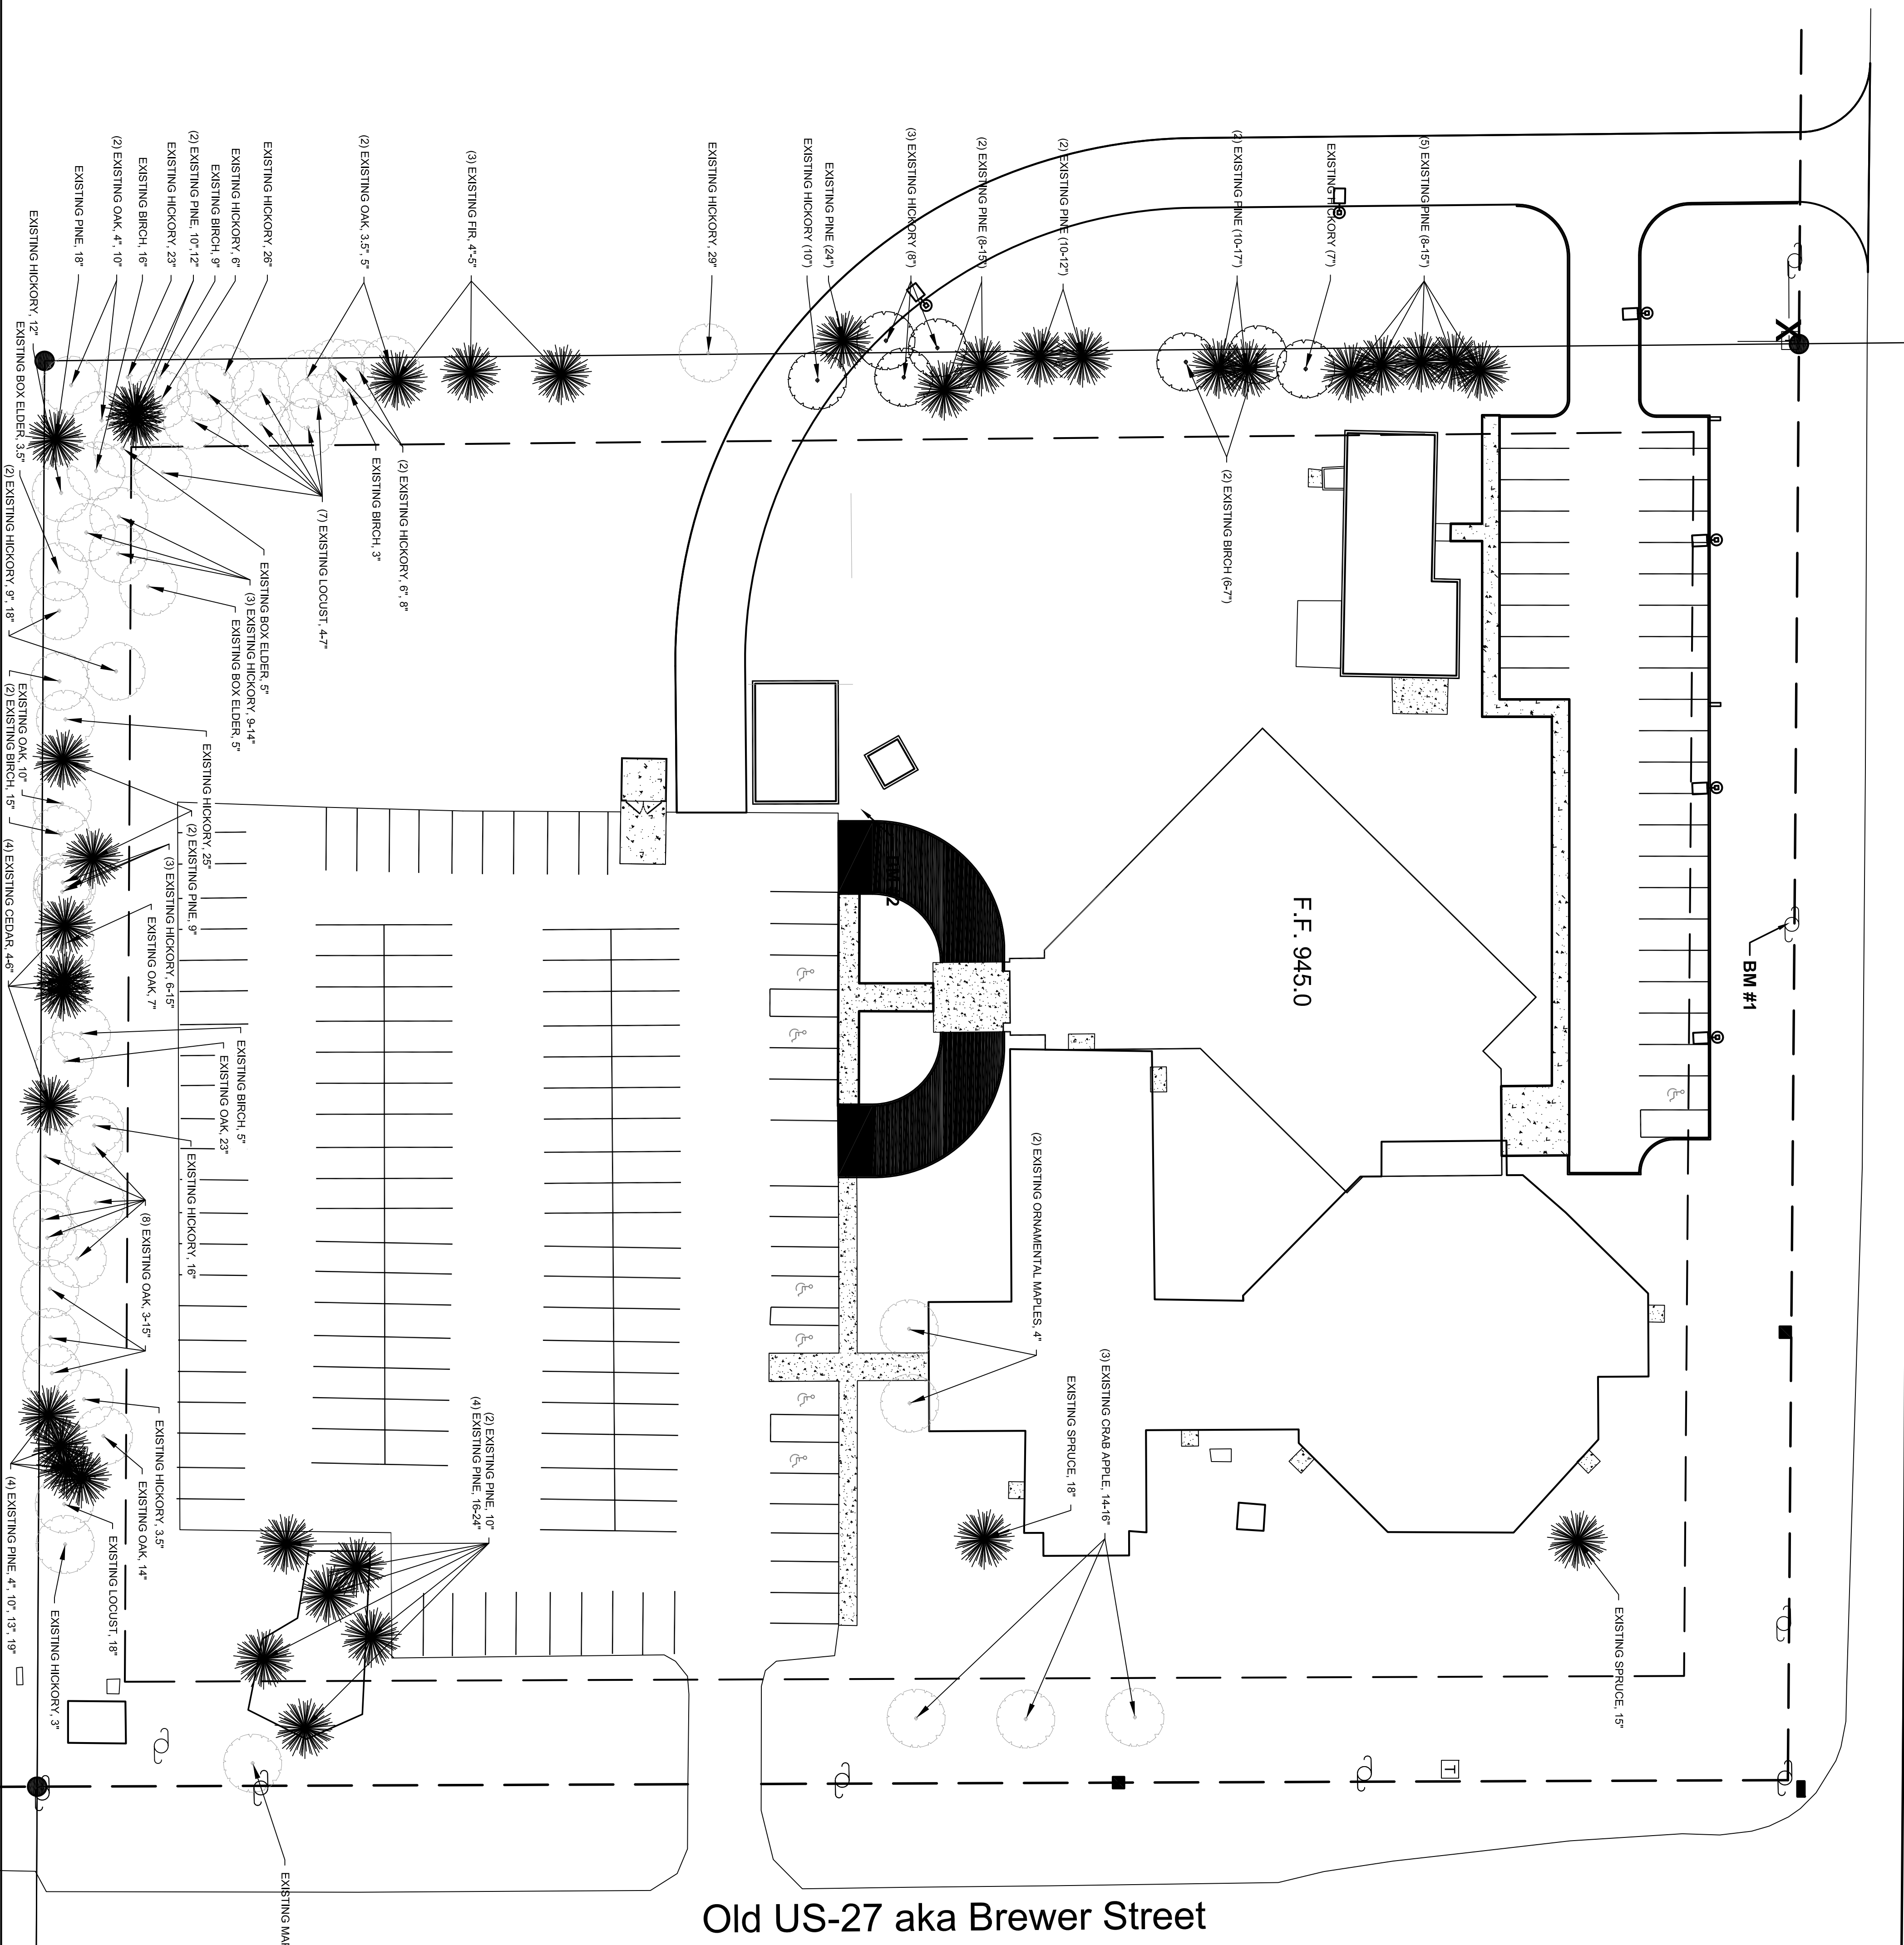 EXISTING HICKORY, 12"
EXISTING PINE, 18"
(2) EXISTING OAK, 4", 10"
EXISTING BIRCH, 16"
EXISTING HICKORY, 23"
(2) EXISTING PINE, 10",12"
EXISTING BIRCH, 9"
EXISTING HICKORY, 6"
EXISTING HICKORY, 26"
(2) EXISTING OAK, 3.5", 5"
(3) EXISTING FIR, 4"-5"
EXISTING HICKORY, 29"
EXISTING HICKORY (10")
EXISTING PINE (24")
(3) EXISTING HICKORY (8")
(2) EXISTING PINE (8-15")
(2) EXISTING PINE (10-12")
(2) EXISTING PINE (10-17")
EXISTING HICKORY (7")
(5) EXISTING PINE (8-15")
X
EXISTING BOX ELDER, 3.5"
(2) EXISTING HICKORY, 9", 18"
EXISTING OAK, 10"
(2) EXISTING BIRCH, 15"
(4) EXISTING CEDAR, 4-6"
(2) EXISTING HICKORY, 6", 8"
EXISTING BIRCH, 3"
(7) EXISTING LOCUST, 4-7"
EXISTING BOX ELDER, 5"
(3) EXISTING HICKORY, 9-14"
EXISTING BOX ELDER, 5"
(2) EXISTING BIRCH (6-7")
EXISTING HICKORY, 25"
(2) EXISTING PINE, 9"
(3) EXISTING HICKORY, 6-15"
EXISTING OAK, 7"
F.F. 945.0
BM #1
EXISTING BIRCH, 5"
EXISTING OAK, 23"
EXISTING HICKORY, 16"
(8) EXISTING OAK, 3-15"
(2) EXISTING ORNAMENTAL MAPLES, 4"
EXISTING SPRUCE, 18"
(3) EXISTING CRAB APPLE, 14-16"
(2) EXISTING PINE, 10"
(4) EXISTING PINE, 16-24"
EXISTING HICKORY, 3.5"
EXISTING OAK, 14"
EXISTING LOCUST, 18"
EXISTING HICKORY, 3"
(4) EXISTING PINE, 4", 10", 13", 19"
EXISTING SPRUCE, 15"
T
EXISTING
Old US-27 aka Brewer Street